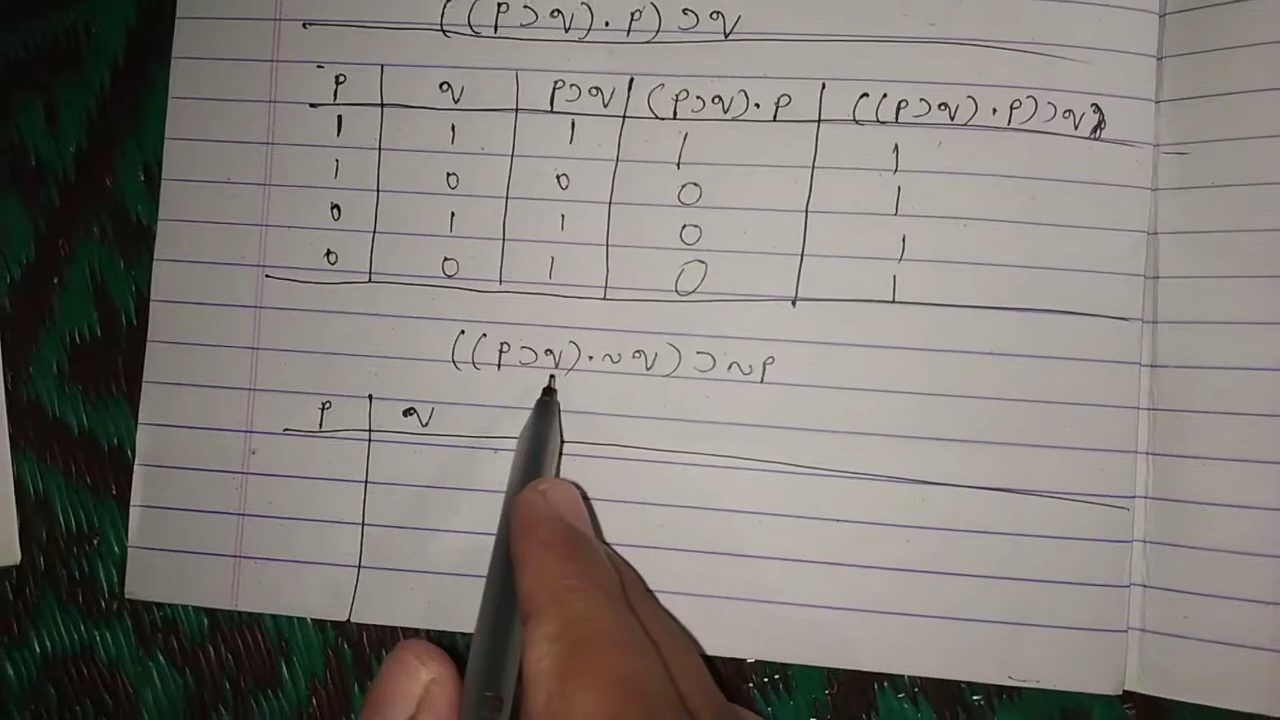 ((p⊃q)·p)⊃q
p q p⊃q (p⊃q)·p ((p⊃q)·p)⊃q)
1 1 1 1 1
1 0 0 0 1
0 1 1 0 1
0 0 1 0 1
((p⊃q)·~q)⊃~p
p q